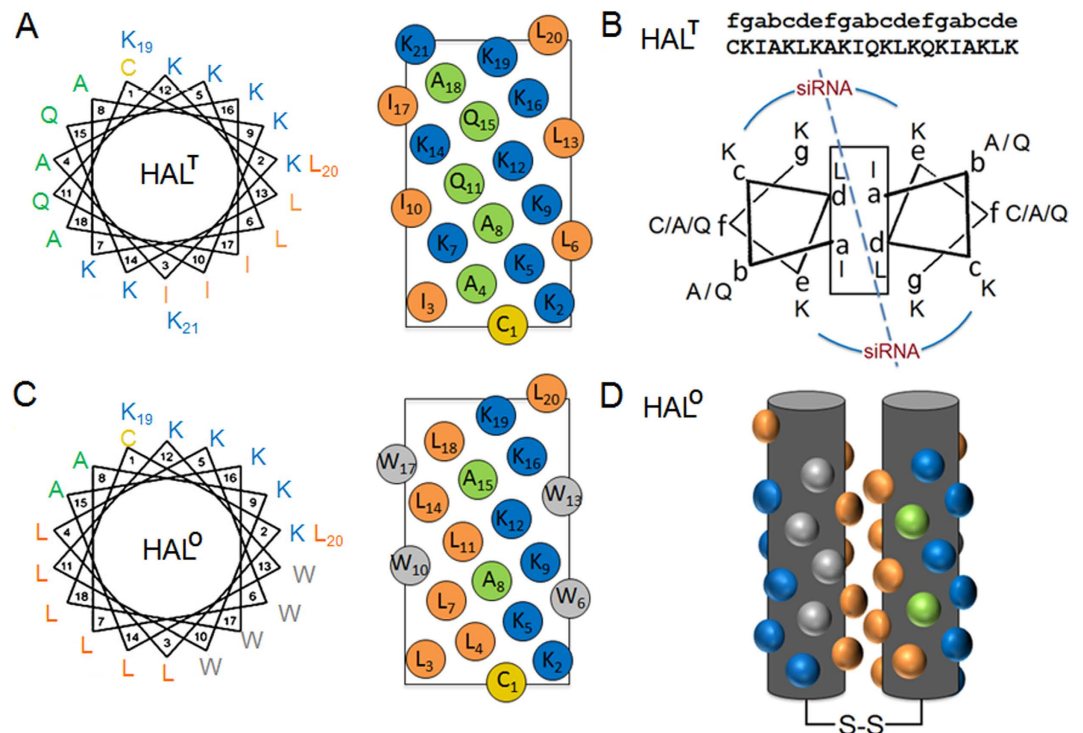 A
K19
C K K
A K
Q K
A K L20
Q L
A L
K I
K I I
K21
1 12 5 16 9 2 13 6 17 10 3 14 7 18 11 4 15 8
HALT
L20
K21 K19
A18 K16
I17 Q15 L13
K14 K12
Q11
I10 K9
A8 L6
K7 K5
A4
I3 K2
C1
B
HALT
fgabcdefgabcdefgabcde
CKIAKLKAKIQKLKQKIAKLK
siRNA
K K A/Q
c g L I e b
d a
C/A/Q f f C/A/Q
a d
b e I L g c
A/Q K K K
siRNA
C
K19
C K K
A K
A K
L K L20
L W
L W
L W
L L W
1 12 5 16 9 2 13 6 17 10 3 14 7 18 11 4 15 8
HALO
L20
K19
L18 K16
W17 A15 W13
L14 K12
L11
W10 K9
A8 W6
L7 K5
L4
L3 K2
C1
D
HALO
S-S